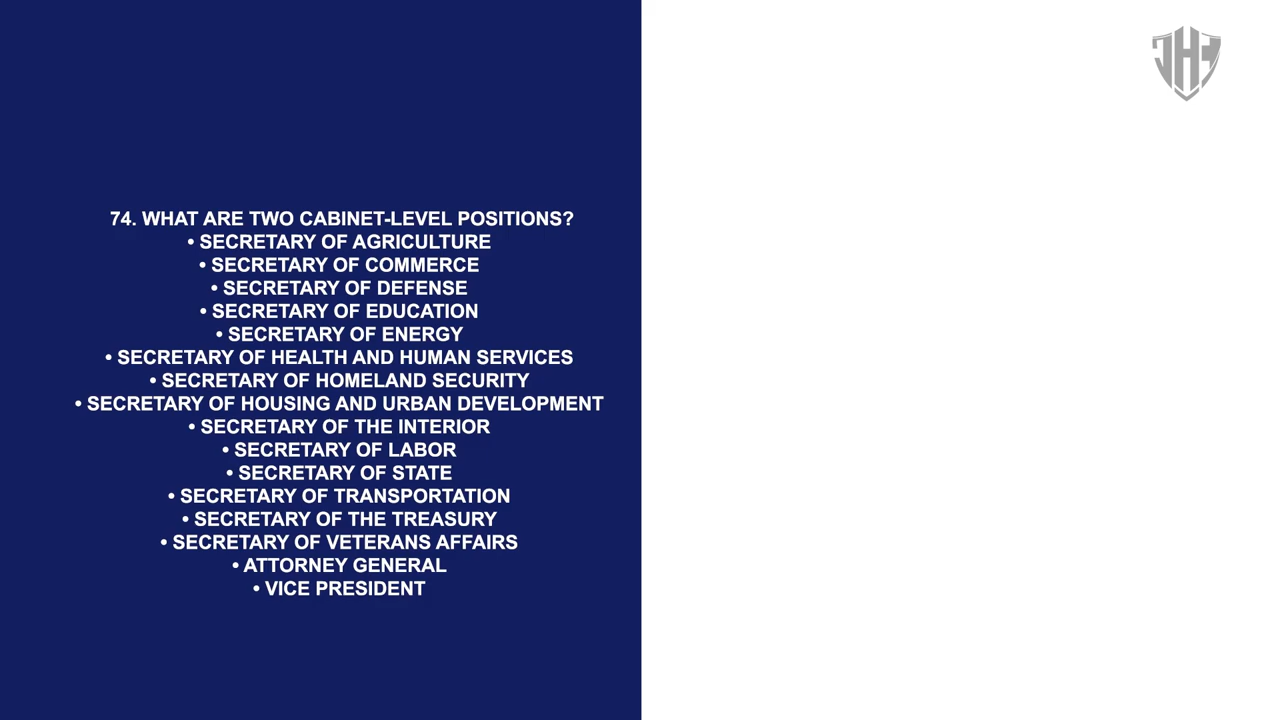 JHF
74. WHAT ARE TWO CABINET-LEVEL POSITIONS?
• SECRETARY OF AGRICULTURE
• SECRETARY OF COMMERCE
• SECRETARY OF DEFENSE
• SECRETARY OF EDUCATION
• SECRETARY OF ENERGY
• SECRETARY OF HEALTH AND HUMAN SERVICES
• SECRETARY OF HOMELAND SECURITY
• SECRETARY OF HOUSING AND URBAN DEVELOPMENT
• SECRETARY OF THE INTERIOR
• SECRETARY OF LABOR
• SECRETARY OF STATE
• SECRETARY OF TRANSPORTATION
• SECRETARY OF THE TREASURY
• SECRETARY OF VETERANS AFFAIRS
• ATTORNEY GENERAL
• VICE PRESIDENT